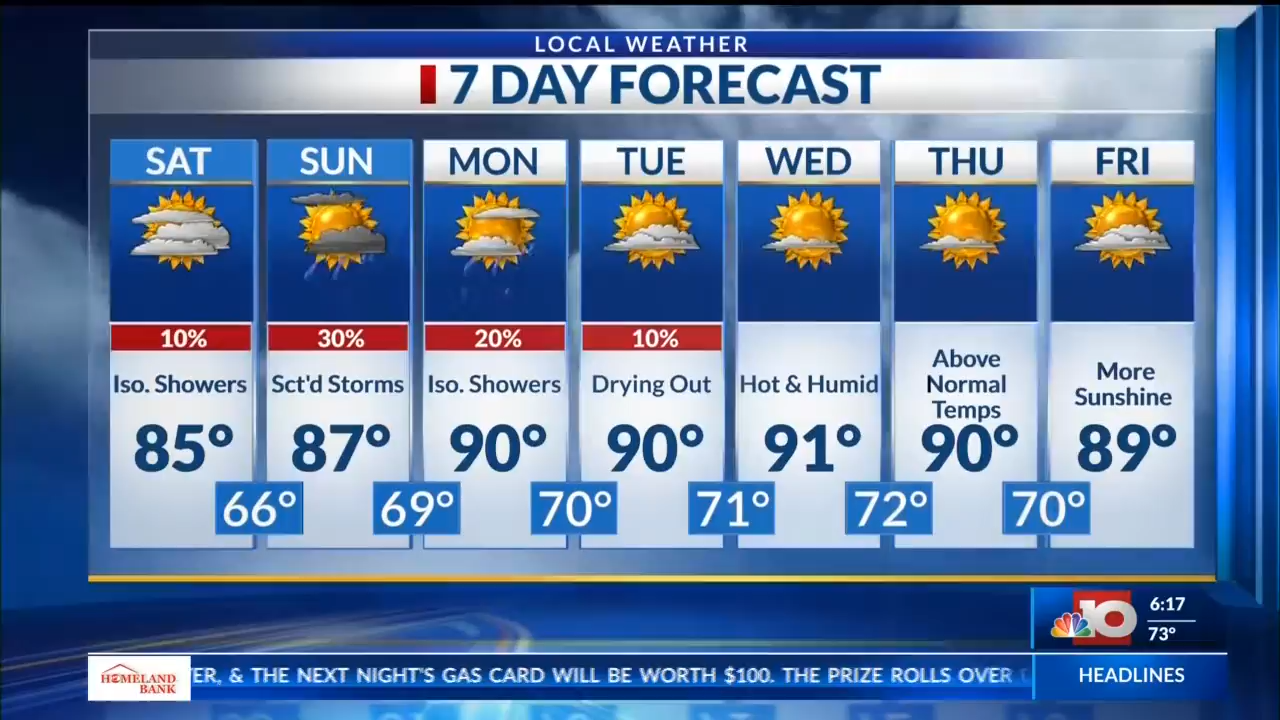 LOCAL WEATHER
7 DAY FORECAST
SAT
SUN
MON
TUE
WED
THU
FRI
10%
30%
20%
10%
Iso. Showers
Sct'd Storms
Iso. Showers
Drying Out
Hot & Humid
Above
Normal
Temps
More
Sunshine
85°
87°
90°
90°
91°
90°
89°
66°
69°
70°
71°
72°
70°
10
6:17
73°
HOMELAND
BANK
ER, & THE NEXT NIGHT'S GAS CARD WILL BE WORTH $100. THE PRIZE ROLLS OVER
HEADLINES